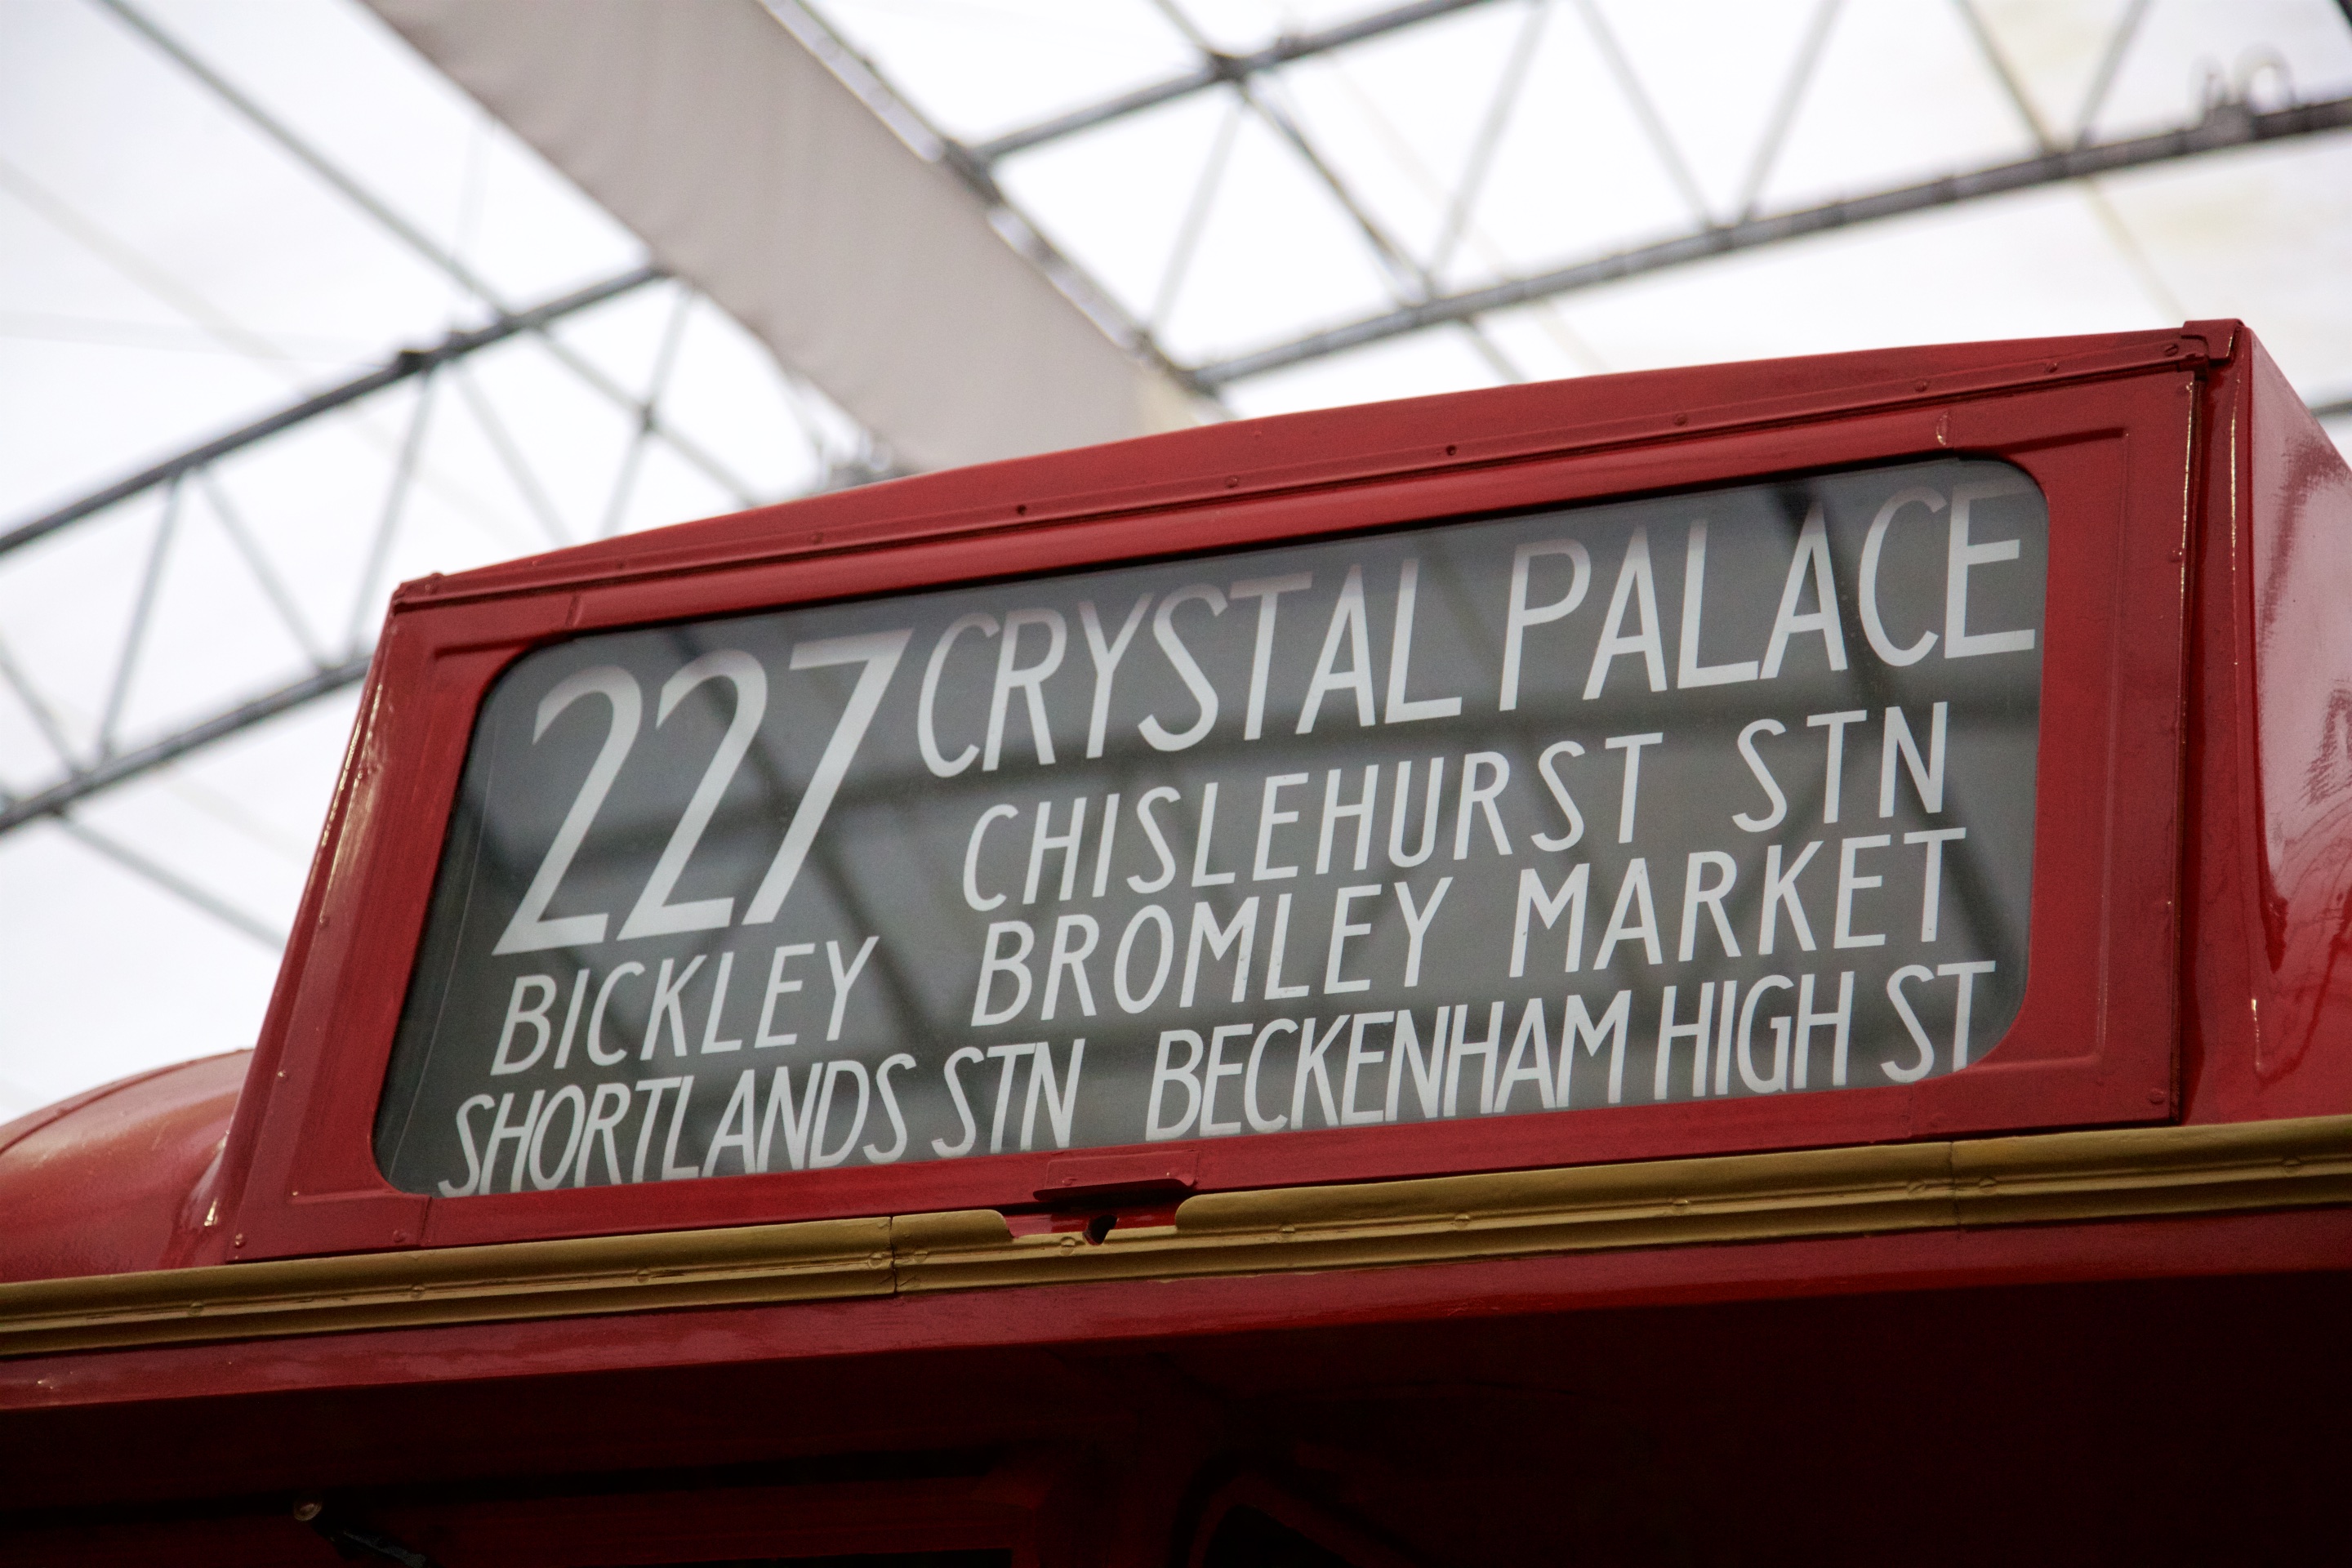 227 CRYSTAL PALACE
CHISLEHURST STN
BICKLEY BROMLEY MARKET
SHORTLANDS STN BECKENHAM HIGH ST